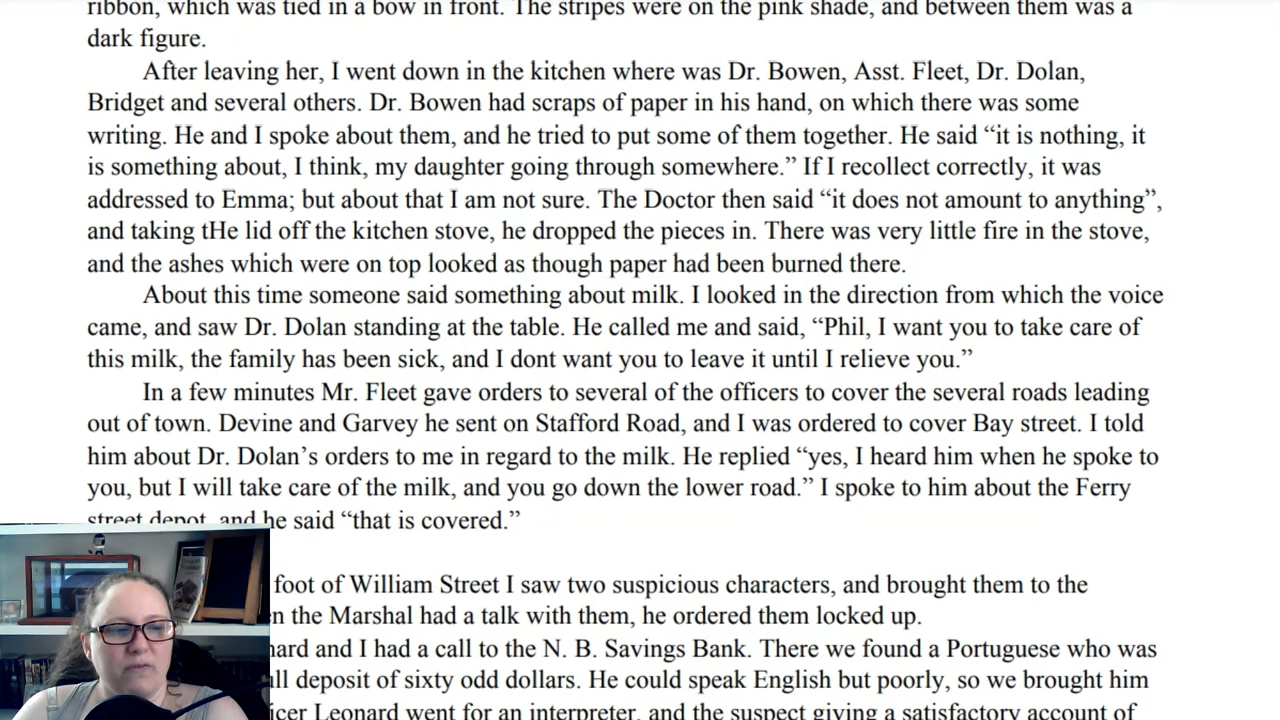 ribbon, which was tied in a bow in front. The stripes were on the pink shade, and between them was a
dark figure.
After leaving her, I went down in the kitchen where was Dr. Bowen, Asst. Fleet, Dr. Dolan,
Bridget and several others. Dr. Bowen had scraps of paper in his hand, on which there was some
writing. He and I spoke about them, and he tried to put some of them together. He said “it is nothing, it
is something about, I think, my daughter going through somewhere.” If I recollect correctly, it was
addressed to Emma; but about that I am not sure. The Doctor then said “it does not amount to anything”,
and taking tHe lid off the kitchen stove, he dropped the pieces in. There was very little fire in the stove,
and the ashes which were on top looked as though paper had been burned there.
About this time someone said something about milk. I looked in the direction from which the voice
came, and saw Dr. Dolan standing at the table. He called me and said, “Phil, I want you to take care of
this milk, the family has been sick, and I dont want you to leave it until I relieve you.”
In a few minutes Mr. Fleet gave orders to several of the officers to cover the several roads leading
out of town. Devine and Garvey he sent on Stafford Road, and I was ordered to cover Bay street. I told
him about Dr. Dolan’s orders to me in regard to the milk. He replied “yes, I heard him when he spoke to
you, but I will take care of the milk, and you go down the lower road.” I spoke to him about the Ferry
street depot, and he said “that is covered.”
foot of William Street I saw two suspicious characters, and brought them to the
the Marshal had a talk with them, he ordered them locked up.
and I had a call to the N. B. Savings Bank. There we found a Portuguese who was
deposit of sixty odd dollars. He could speak English but poorly, so we brought him
Leonard went for an interpreter, and the suspect giving a satisfactory account of